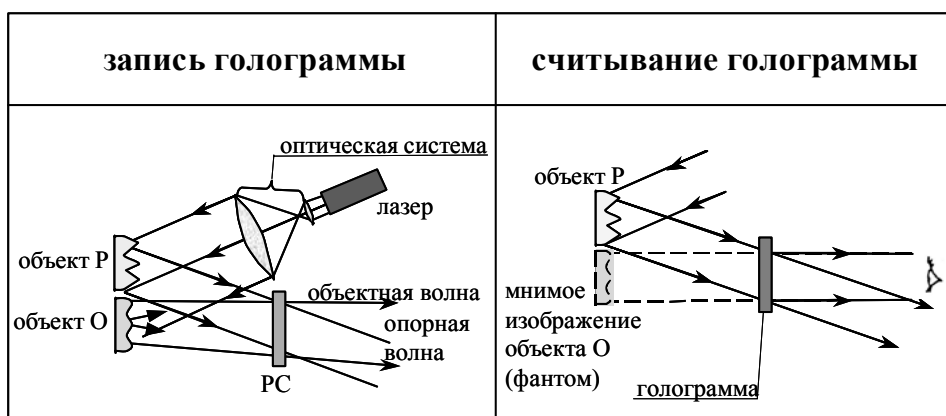 запись голограммы
считывание голограммы
оптическая система
лазер
объект Р
объект О
объектная волна
опорная
волна
РС
объект Р
мнимое
изображение
объекта О
(фантом)
голограмма